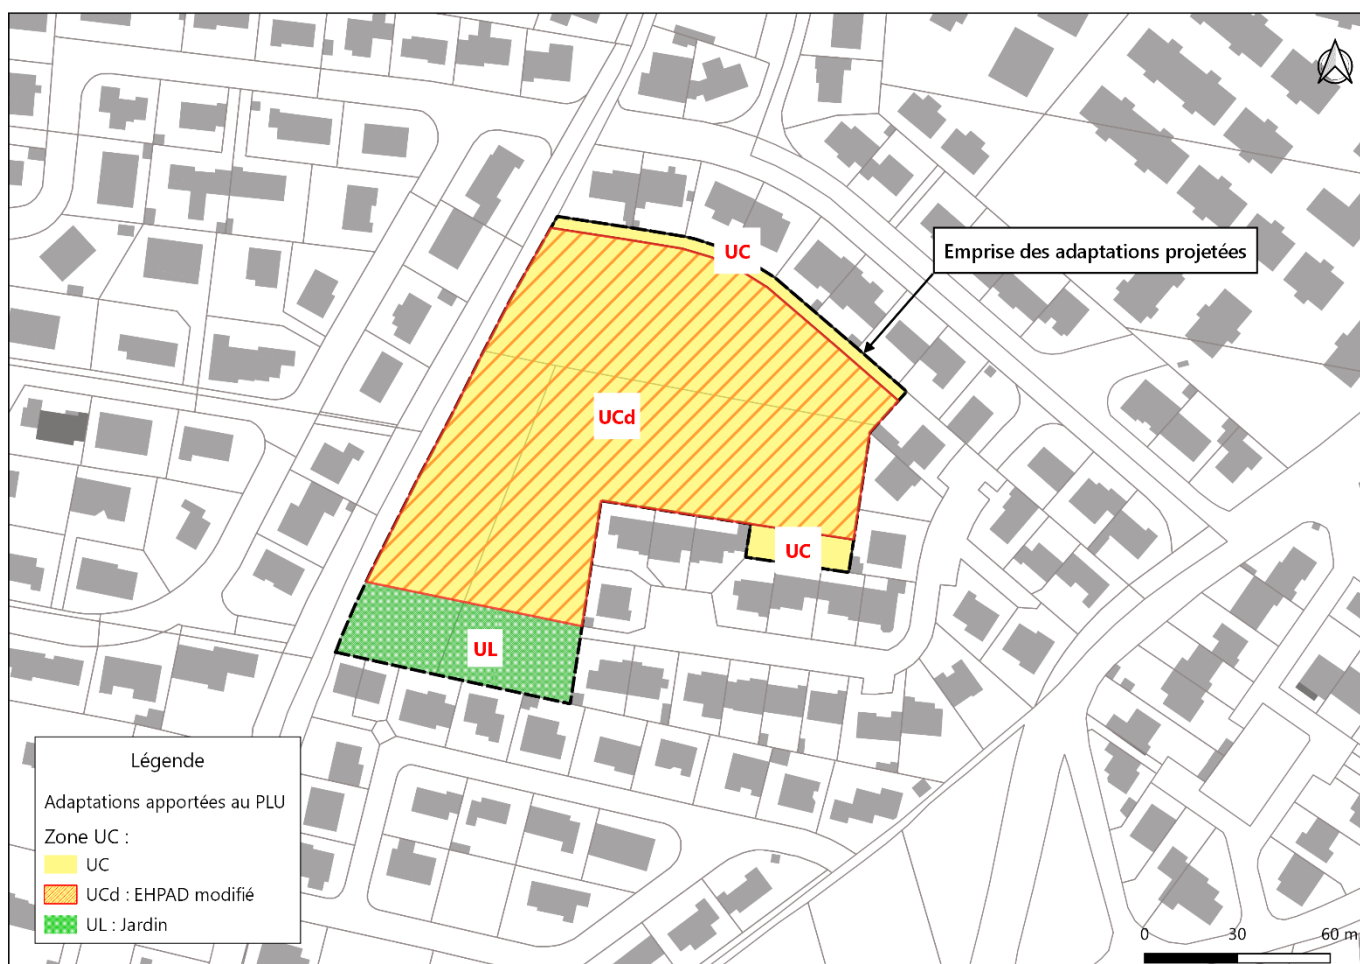 UC
Emprise des adaptations projetées
UCd
UC
UL
Légende
Adaptations apportées au PLU
Zone UC :
UC
UCd : EHPAD modifié
UL : Jardin
0 30 60 m